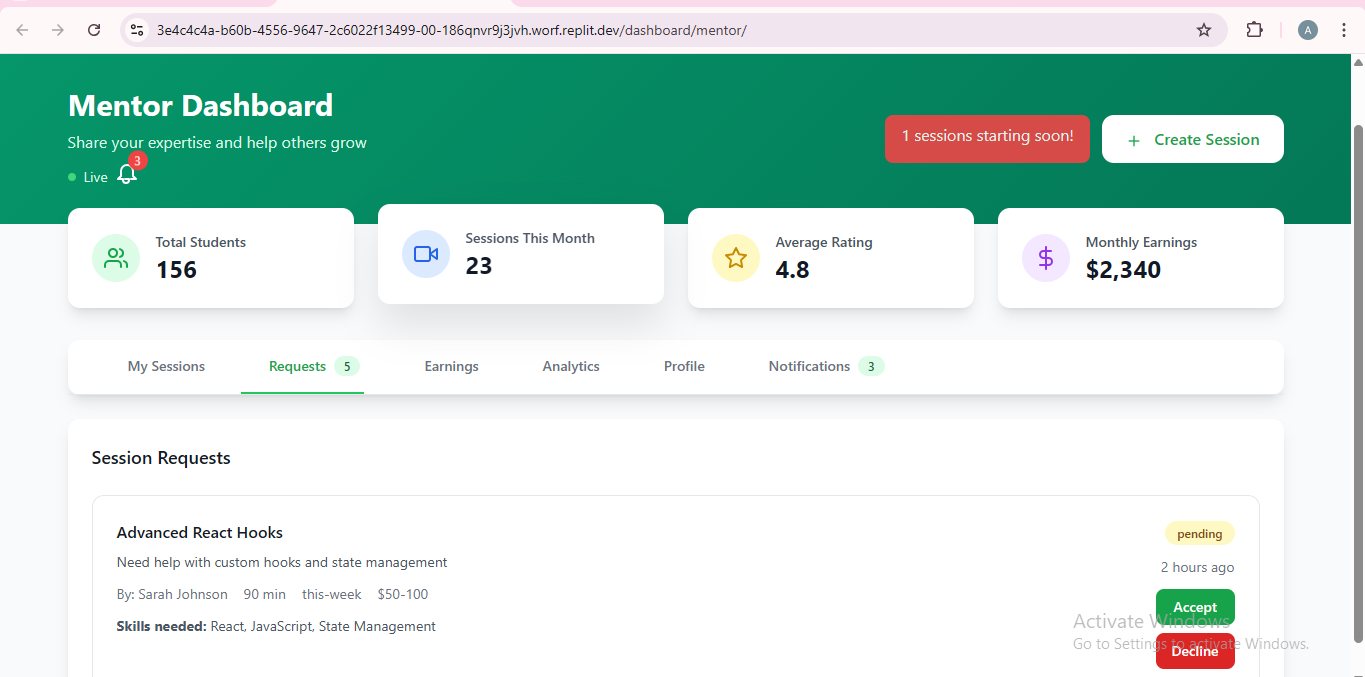 3e4c4c4a-b60b-4556-9647-2c6022f13499-00-186qnvr9j3jvh.worf.replit.dev/dashboard/mentor/
A
Mentor Dashboard
Share your expertise and help others grow
Live 3
1 sessions starting soon!
+ Create Session
Total Students
156
Sessions This Month
23
Average Rating
4.8
Monthly Earnings
$2,340
My Sessions
Requests 5
Earnings
Analytics
Profile
Notifications 3
Session Requests
Advanced React Hooks
Need help with custom hooks and state management
By: Sarah Johnson 90 min this-week $50-100
Skills needed: React, JavaScript, State Management
pending
2 hours ago
Accept
Decline
Activate Windows
Go to Settings to activate Windows.